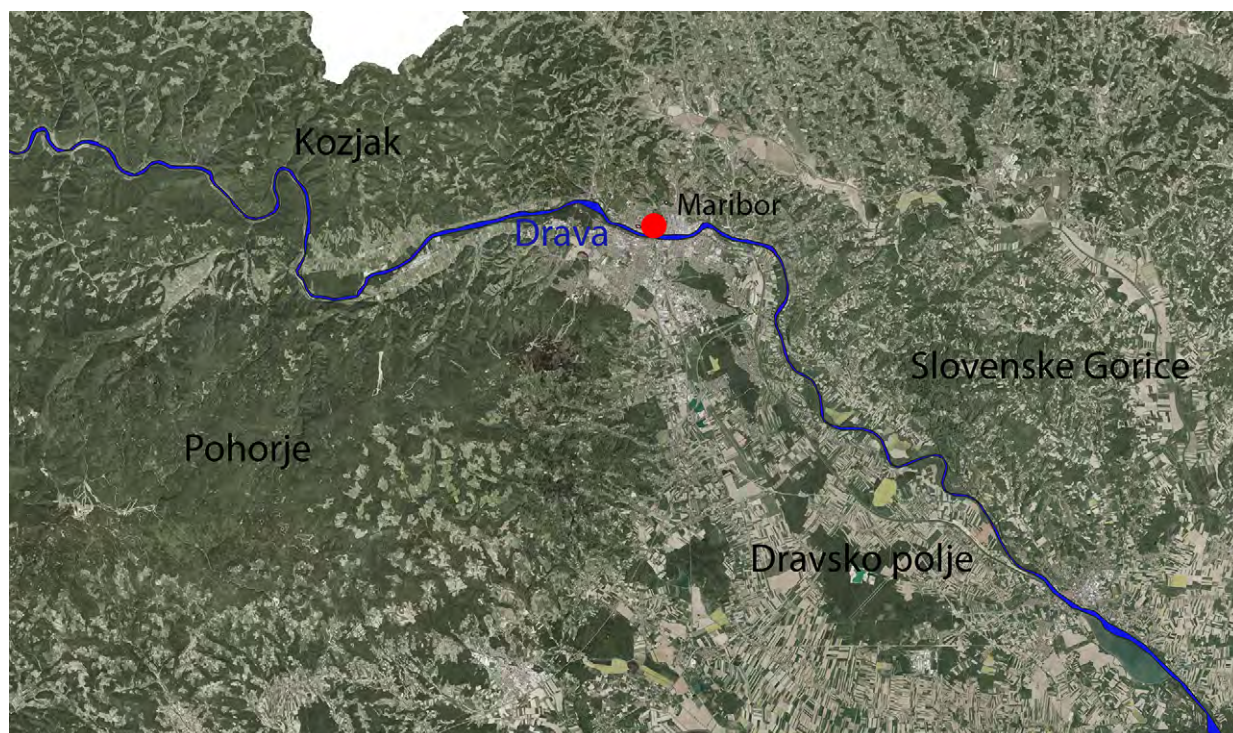 Kozjak
Maribor
Drava
Slovenske Gorice
Pohorje
Dravsko polje